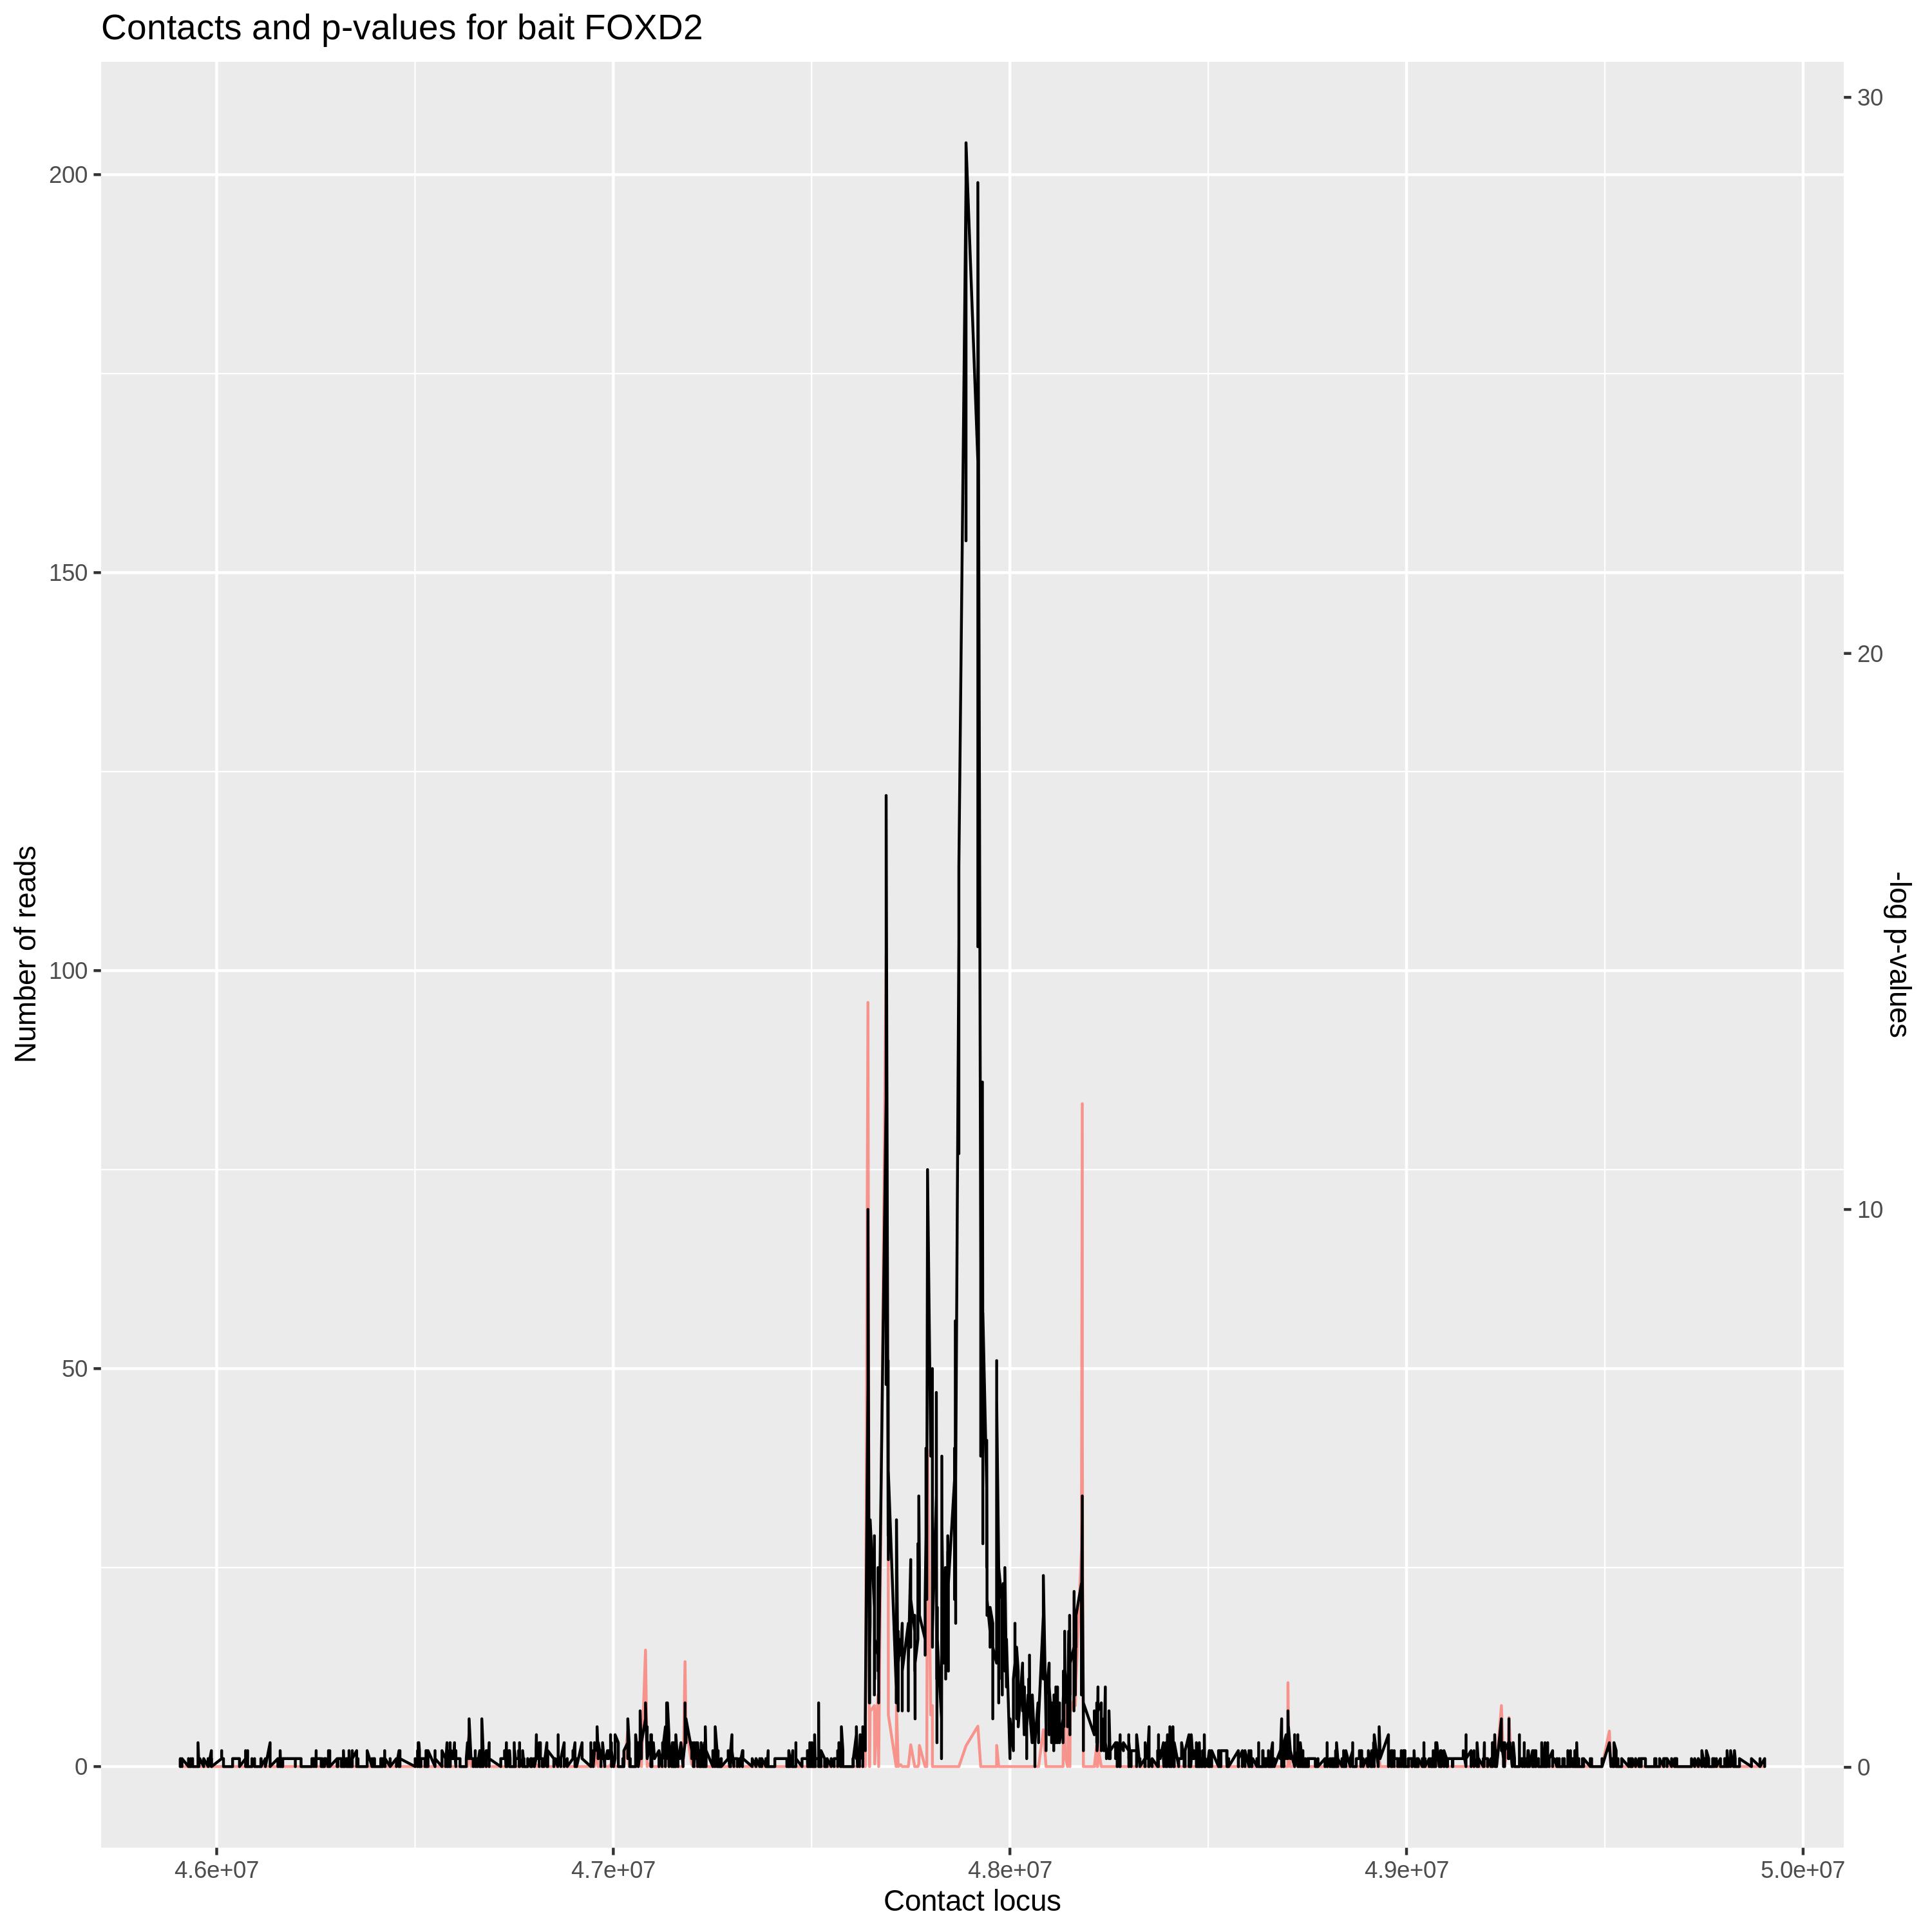 Contacts and p-values for bait FOXD2
200
150
100
50
0
30
20
10
0
Number of reads
-log p-values
4.6e+07 4.7e+07 4.8e+07 4.9e+07 5.0e+07
Contact locus